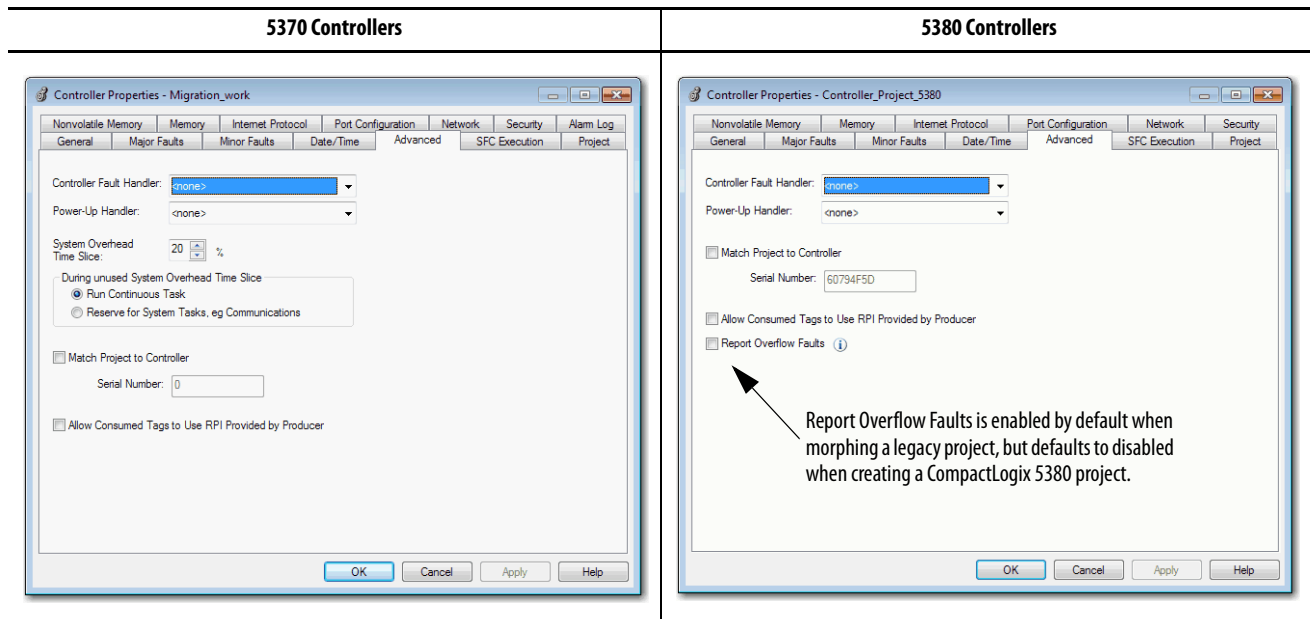 5370 Controllers
5380 Controllers
Controller Properties - Migration_work
Nonvolatile Memory Memory Internet Protocol Port Configuration Network Security Alarm Log
General Major Faults Minor Faults Date/Time Advanced SFC Execution Project
Controller Fault Handler: <none>
Power-Up Handler: <none>
System Overhead
Time Slice: 20 %
During unused System Overhead Time Slice
Run Continuous Task
Reserve for System Tasks, eg Communications
Match Project to Controller
Serial Number: 0
Allow Consumed Tags to Use RPI Provided by Producer
OK Cancel Apply Help
Controller Properties - Controller_Project_5380
Nonvolatile Memory Memory Internet Protocol Port Configuration Network Security
General Major Faults Minor Faults Date/Time Advanced SFC Execution Project
Controller Fault Handler: <none>
Power-Up Handler: <none>
Match Project to Controller
Serial Number: 60794F5D
Allow Consumed Tags to Use RPI Provided by Producer
Report Overflow Faults
Report Overflow Faults is enabled by default when
morphing a legacy project, but defaults to disabled
when creating a CompactLogix 5380 project.
OK Cancel Apply Help